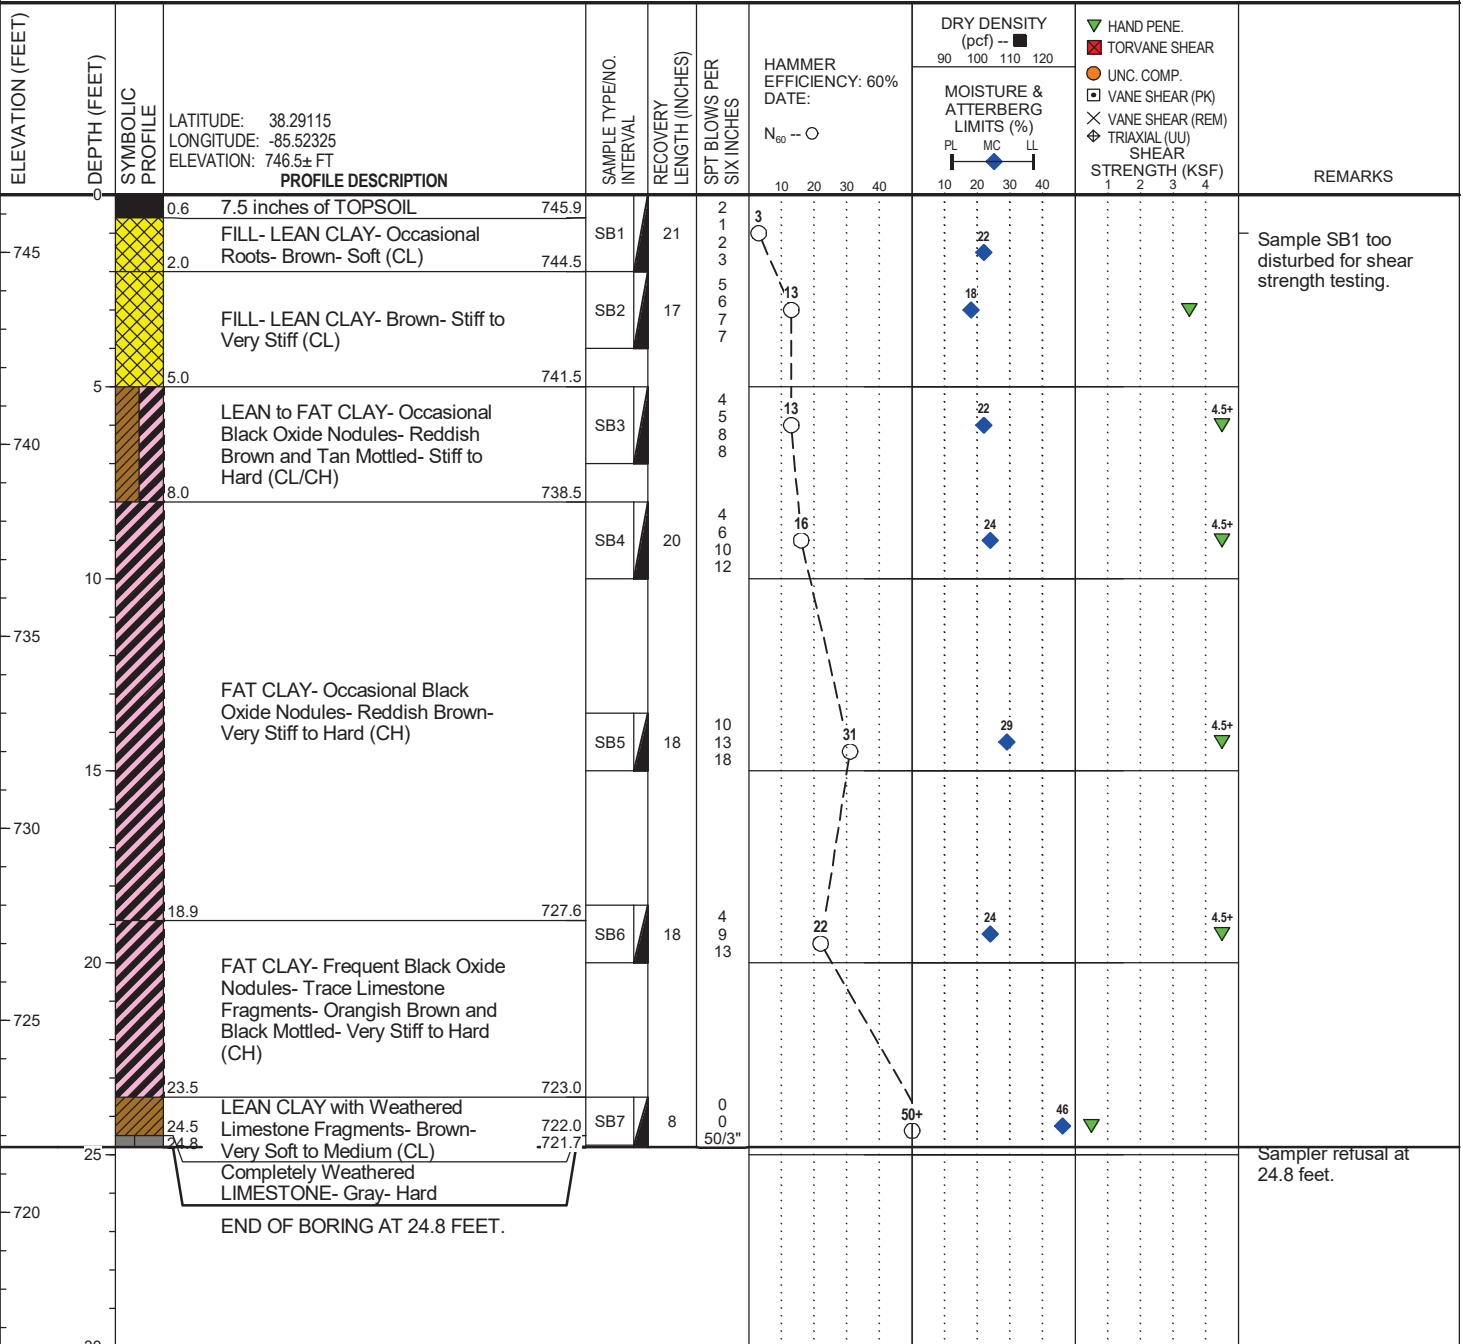 ELEVATION (FEET)
DEPTH (FEET)
SYMBOLIC
PROFILE
LATITUDE: 38.29115
LONGITUDE: -85.52325
ELEVATION: 746.5± FT
PROFILE DESCRIPTION
SAMPLE TYPE/NO.
INTERVAL
RECOVERY
LENGTH (INCHES)
SPT BLOWS PER
SIX INCHES
HAMMER
EFFICIENCY: 60%
DATE:
N60 --
10 20 30 40
DRY DENSITY
(pcf) --
90 100 110 120
MOISTURE &
ATTERBERG
LIMITS (%)
PL MC LL
10 20 30 40
HAND PENE.
TORVANE SHEAR
UNC. COMP.
VANE SHEAR (PK)
VANE SHEAR (REM)
TRIAXIAL (UU)
SHEAR
STRENGTH (KSF)
1 2 3 4
REMARKS
0
0.6 7.5 inches of TOPSOIL 745.9
FILL- LEAN CLAY- Occasional
Roots- Brown- Soft (CL)
2.0 744.5
745
SB1 21
2
1
2
3
3
22
Sample SB1 too
disturbed for shear
strength testing.
FILL- LEAN CLAY- Brown- Stiff to
Very Stiff (CL)
5.0 741.5
SB2 17
5
6
7
7
13
18
5
LEAN to FAT CLAY- Occasional
Black Oxide Nodules- Reddish
Brown and Tan Mottled- Stiff to
Hard (CL/CH)
8.0 738.5
740
SB3
4
5
8
8
13
22
4.5+
SB4 20
4
6
10
12
16
24
4.5+
10
735
FAT CLAY- Occasional Black
Oxide Nodules- Reddish Brown-
Very Stiff to Hard (CH)
SB5 18
10
13
18
31
29
4.5+
15
730
18.9 727.6
SB6 18
4
9
13
22
24
4.5+
20
FAT CLAY- Frequent Black Oxide
Nodules- Trace Limestone
Fragments- Orangish Brown and
Black Mottled- Very Stiff to Hard
(CH)
725
23.5 723.0
LEAN CLAY with Weathered
24.5 Limestone Fragments- Brown- 722.0
24.8 Very Soft to Medium (CL) 721.7
SB7 8
0
0
50/3"
50+
46
25
Completely Weathered
LIMESTONE- Gray- Hard
Sampler refusal at
24.8 feet.
720
END OF BORING AT 24.8 FEET.